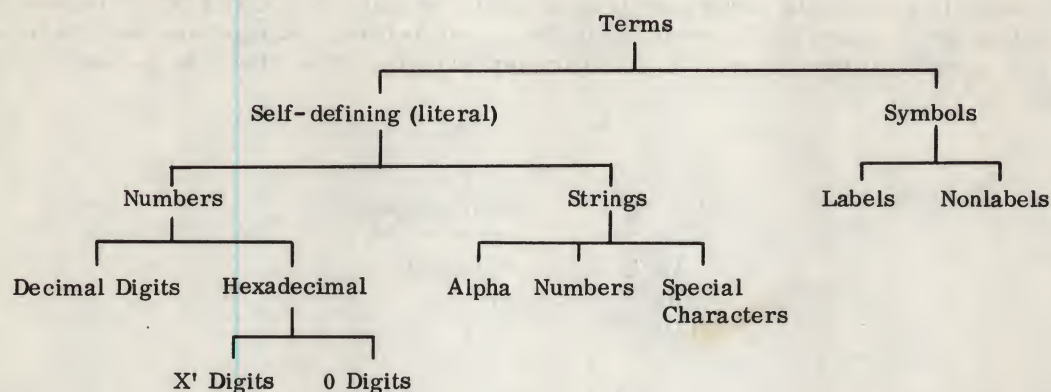 Terms
Self-defining (literal) Symbols
Numbers Strings Labels Nonlabels
Decimal Digits Hexadecimal Alpha Numbers Special
Characters
X' Digits 0 Digits